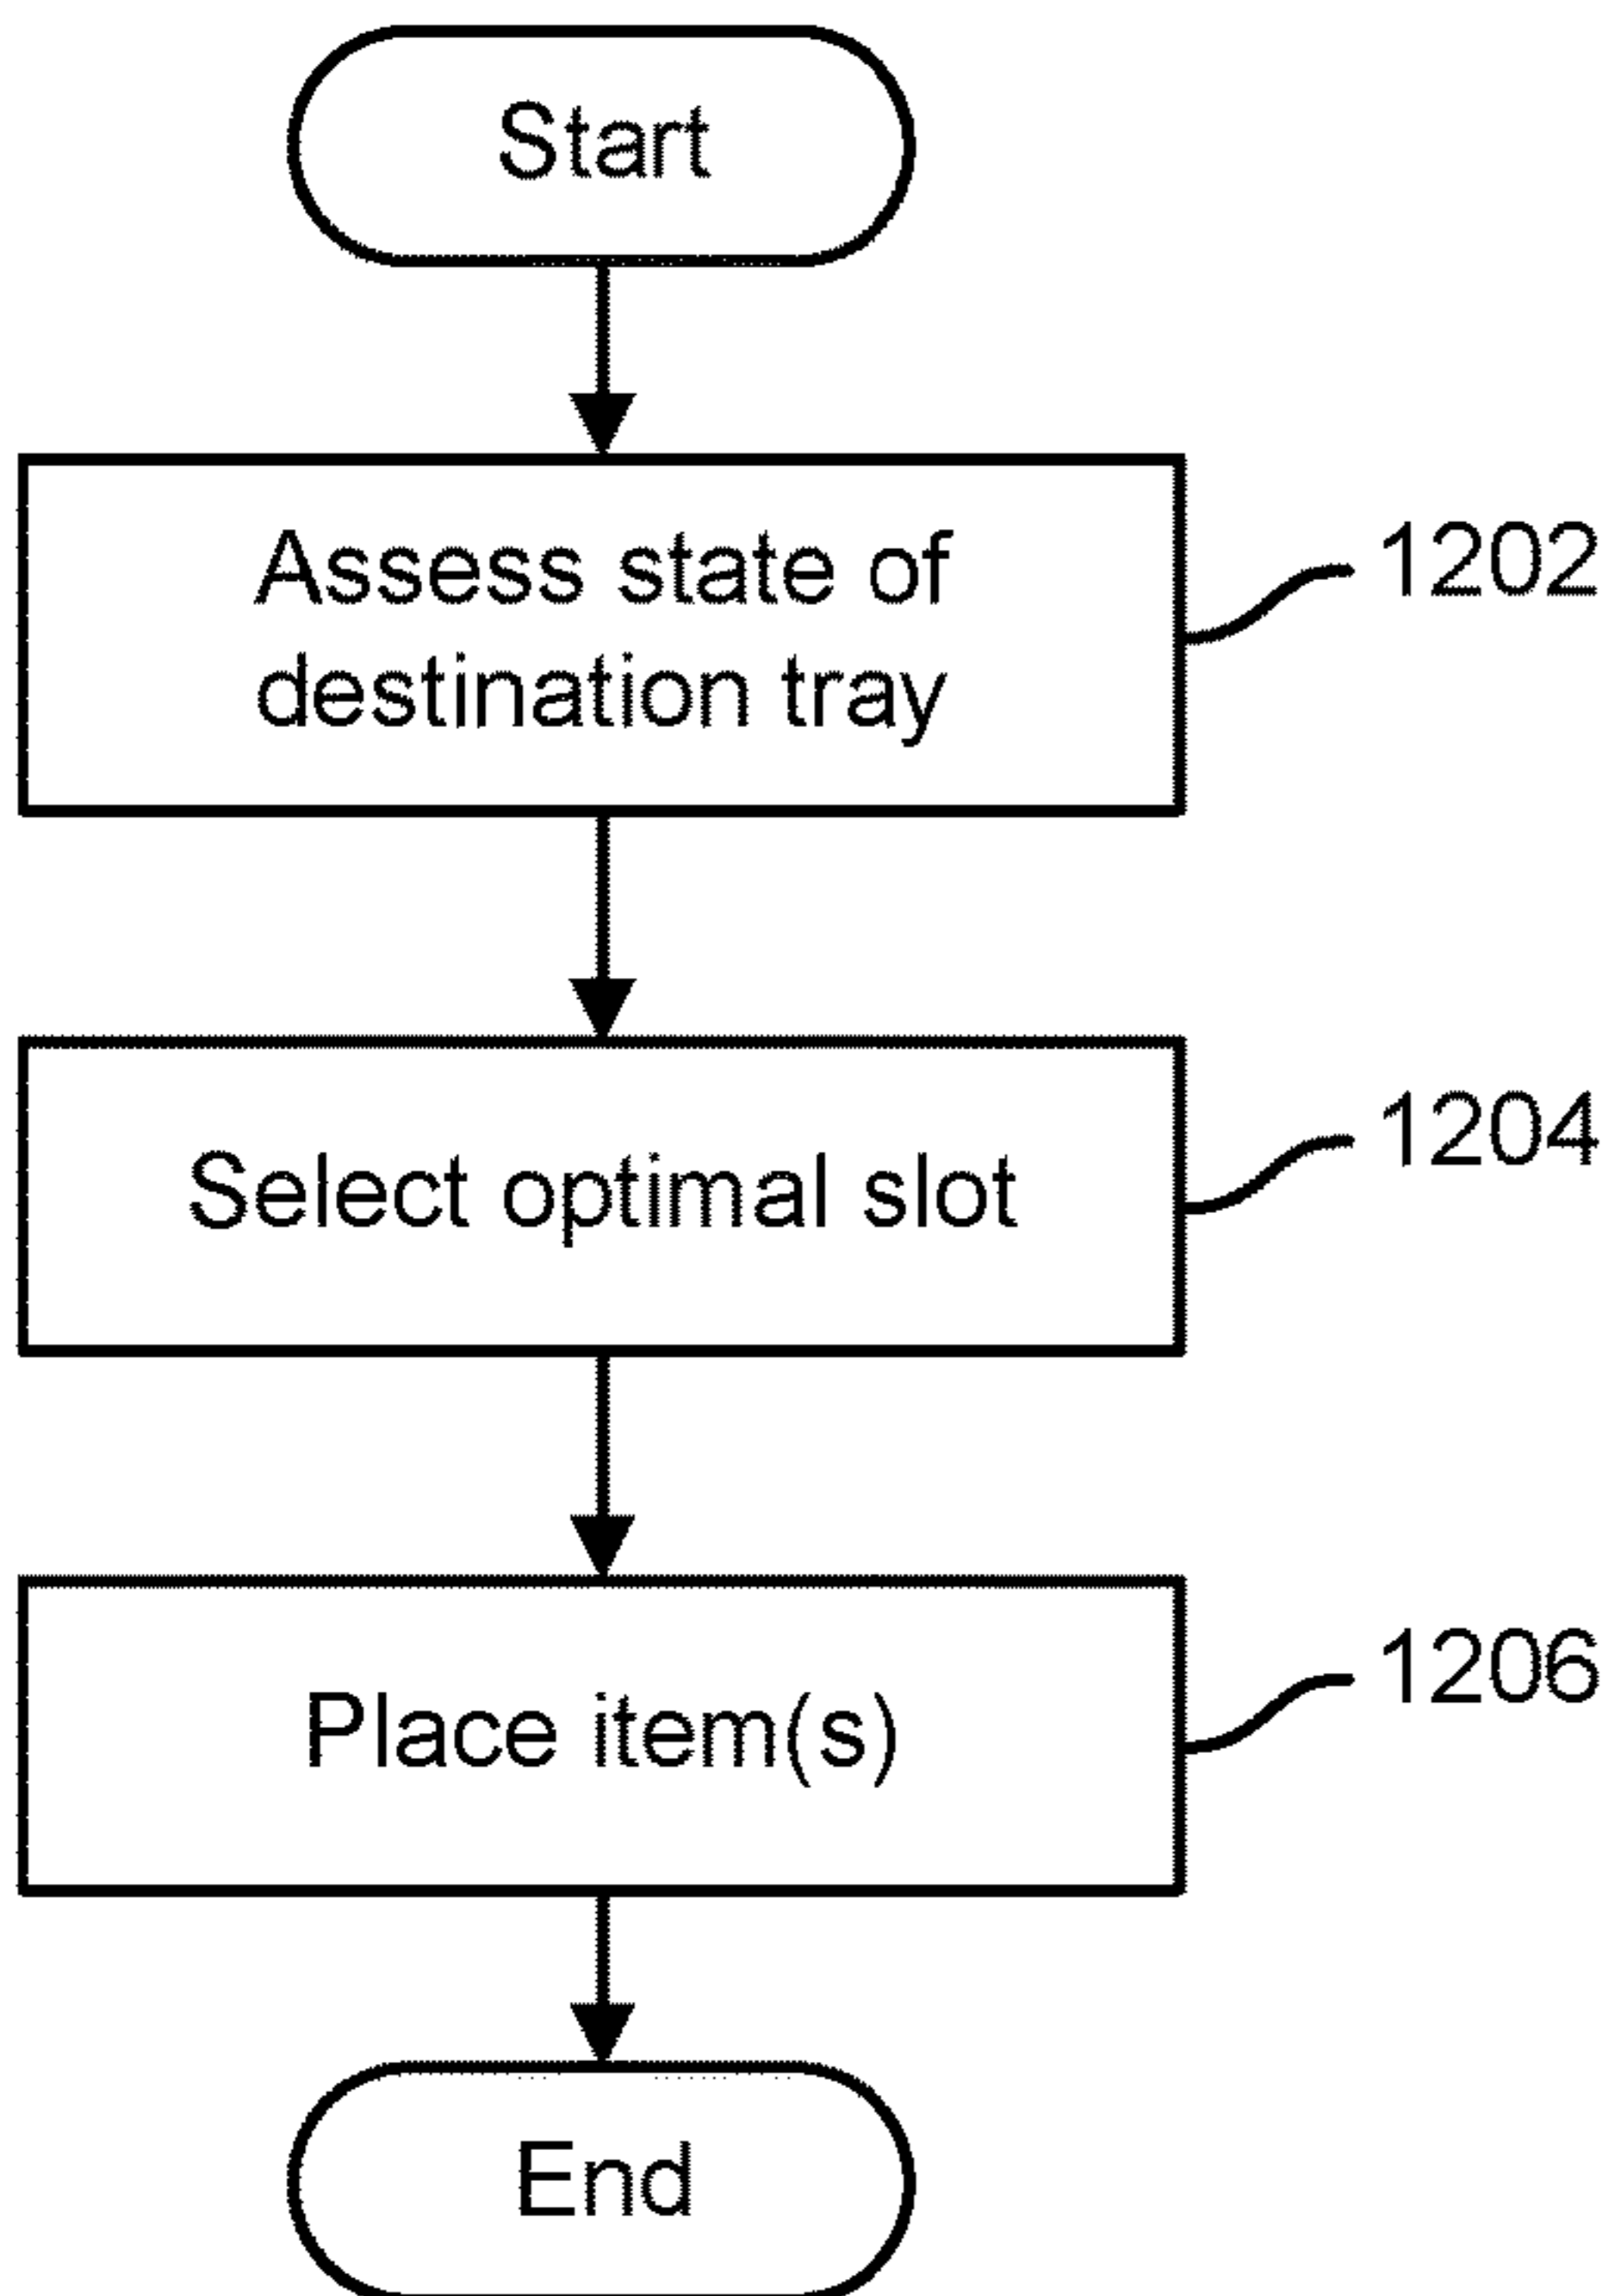 Start
Assess state of
destination tray
1202
Select optimal slot
1204
Place item(s)
1206
End